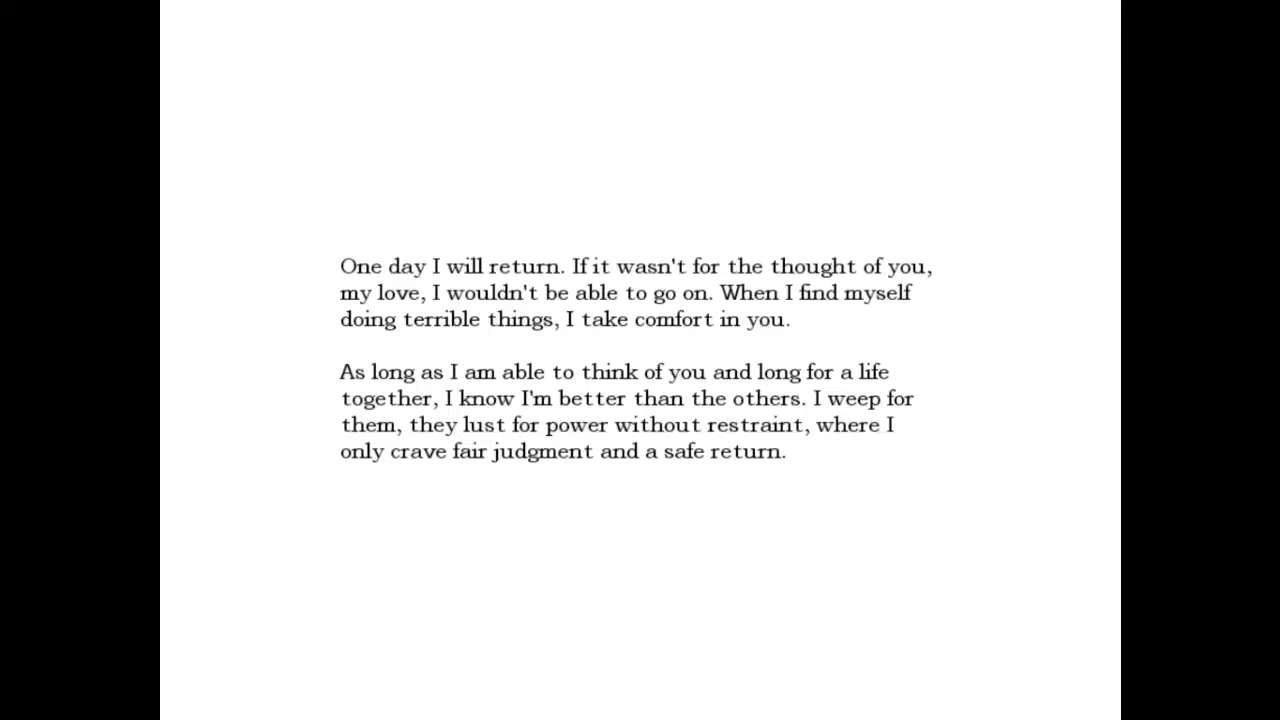 One day I will return. If it wasn't for the thought of you,
my love, I wouldn't be able to go on. When I find myself
doing terrible things, I take comfort in you.
As long as I am able to think of you and long for a life
together, I know I'm better than the others. I weep for
them, they lust for power without restraint, where I
only crave fair judgment and a safe return.